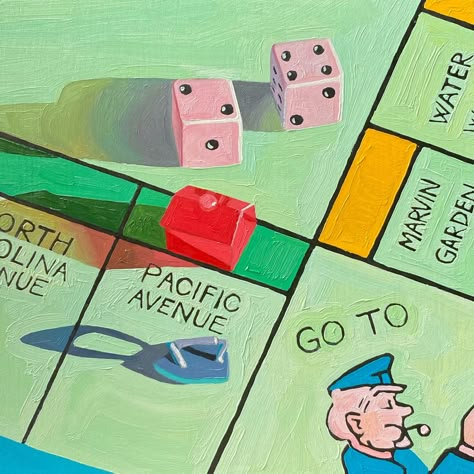 WATER
W
MARVIN
GARDEN
ORTH
OLINA
NUE
PACIFIC
AVENUE
GO TO